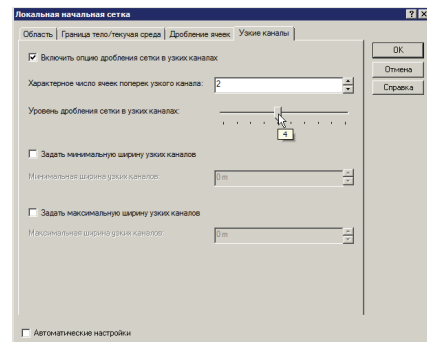 Локальная начальная сетка
Область
Граница тело/текучая среда
Дробление ячеек
Узкие каналы
OK
Отмена
Справка
Включить опцию дробления сетки в узких каналах
Характерное число ячеек поперек узкого канала: 2
Уровень дробления сетки в узких каналах:
4
Задать минимальную ширину узких каналов
Минимальная ширина узких каналов: 0 m
Задать максимальную ширину узких каналов
Максимальная ширина узких каналов: 0 m
Автоматические настройки